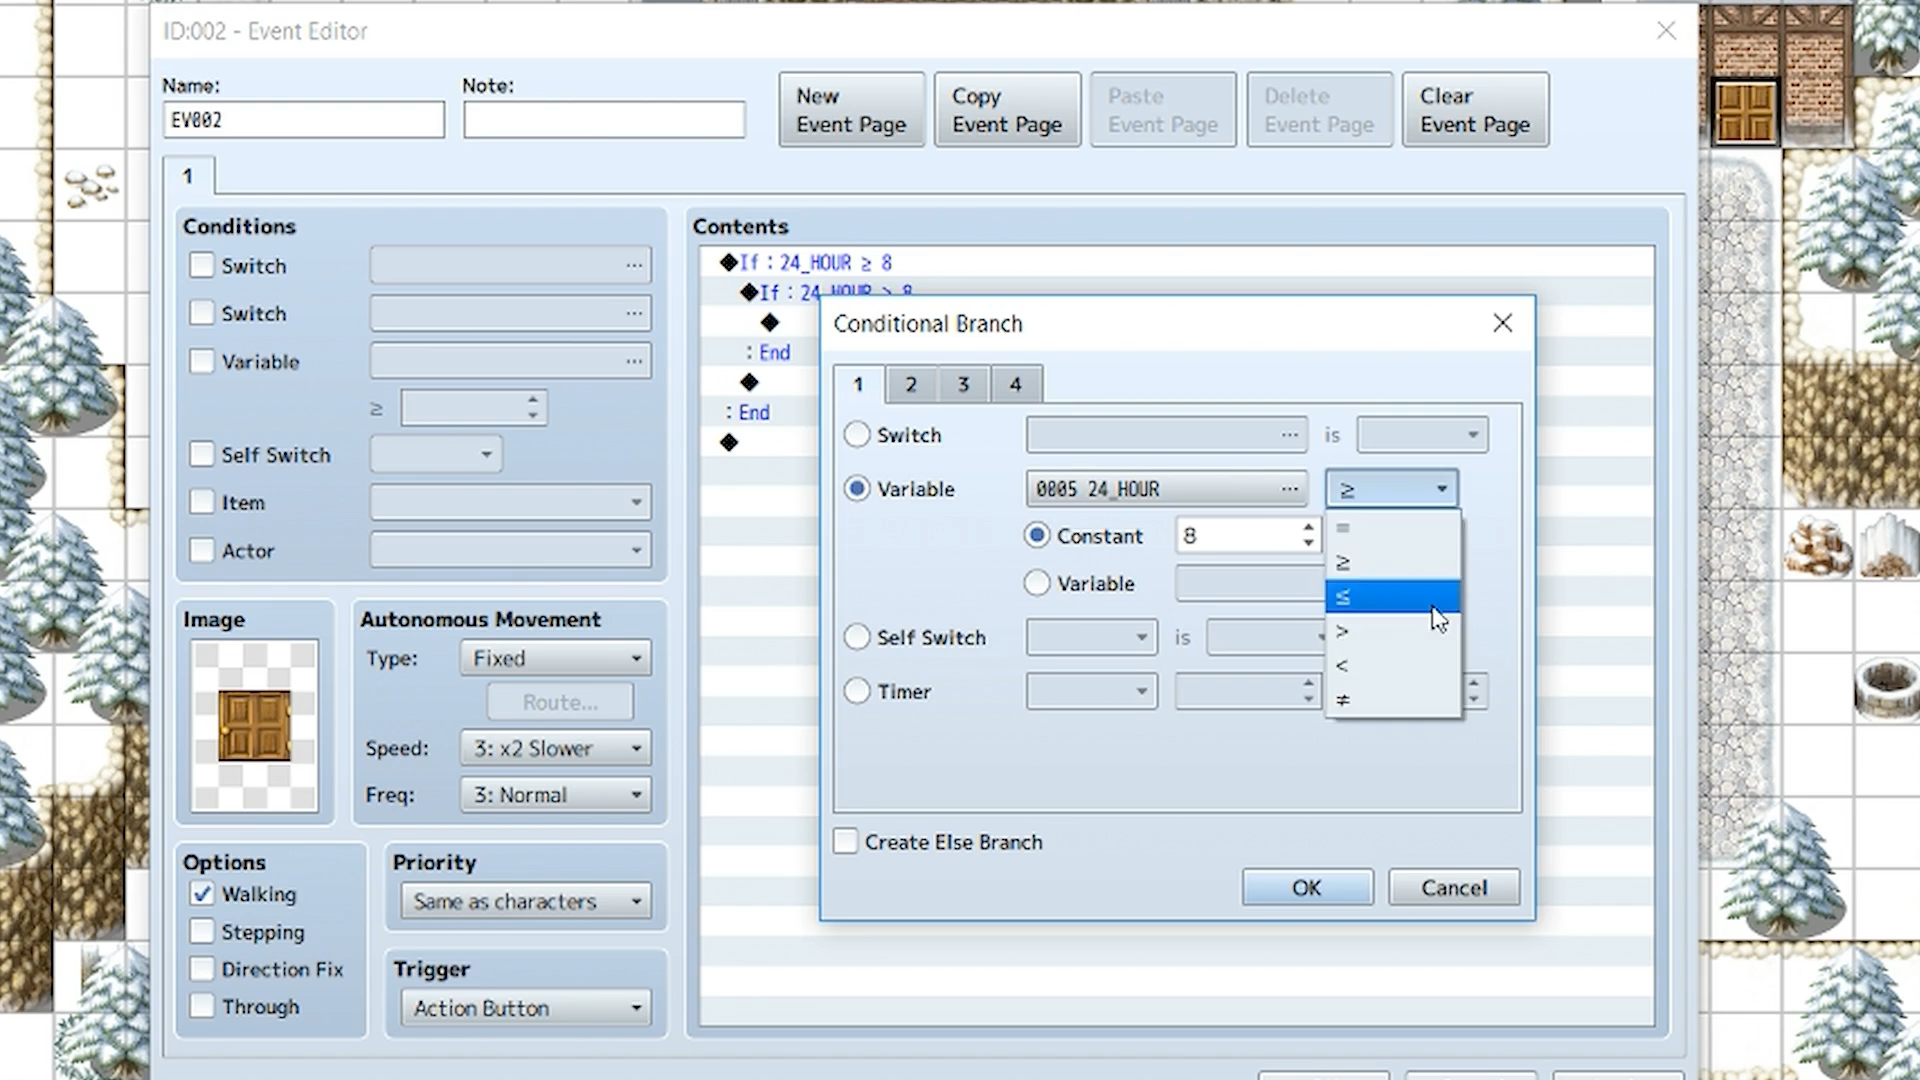 ID:002 - Event Editor
Name:
Note:
EV002
New Event Page
Copy Event Page
Paste Event Page
Delete Event Page
Clear Event Page
1
Conditions
Switch ...
Switch ...
Variable ...
≥
Self Switch
Item
Actor
Image
Autonomous Movement
Type: Fixed
Route...
Speed: 3: x2 Slower
Freq: 3: Normal
Options
Walking
Stepping
Direction Fix
Through
Priority
Same as characters
Trigger
Action Button
Contents
◆If : 24_HOUR ≥ 8
◆If : 24_HOUR ≥ 8
◆
: End
◆
: End
◆
Conditional Branch
1 2 3 4
Switch ... is
Variable 0005 24_HOUR ... ≥
Constant 8
Variable
Self Switch is
Timer
=
≥
≤
>
<
≠
Create Else Branch
OK Cancel